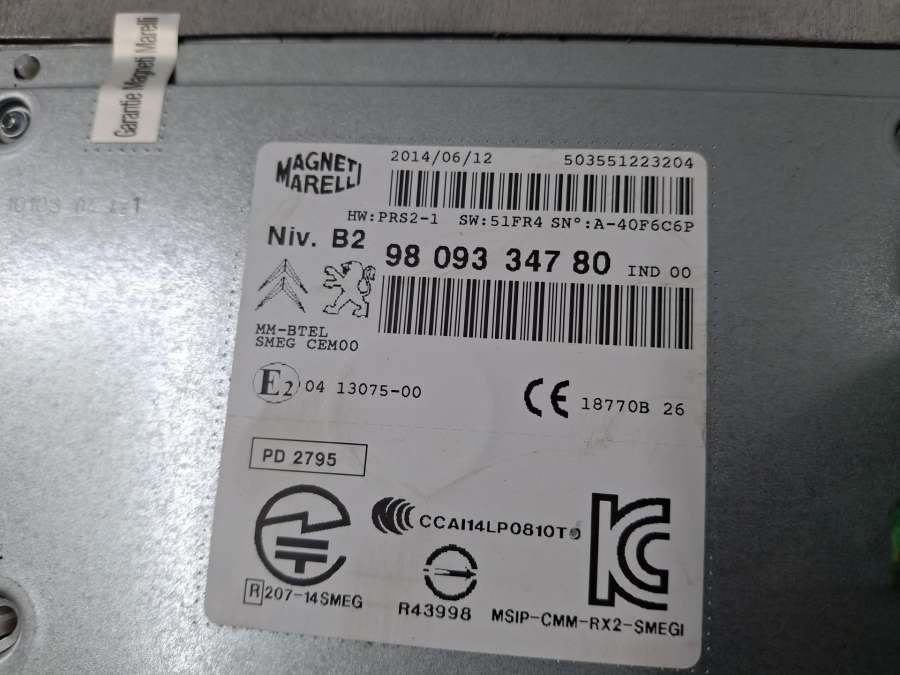 Garantie Magneti Marelli
MAGNETI
MARELLI
2014/06/12
503551223204
HW:PRS2-1 SW:51FR4 SN°:A-40F6C6P
Niv. B2
98 093 347 80 IND 00
MM-BTEL
SMEG CEM00
E2 04 13075-00
CE 18770B 26
PD 2795
CCAI14LP0810T
R 207-14SMEG
R43998
KC
MSIP-CMM-RX2-SMEGI